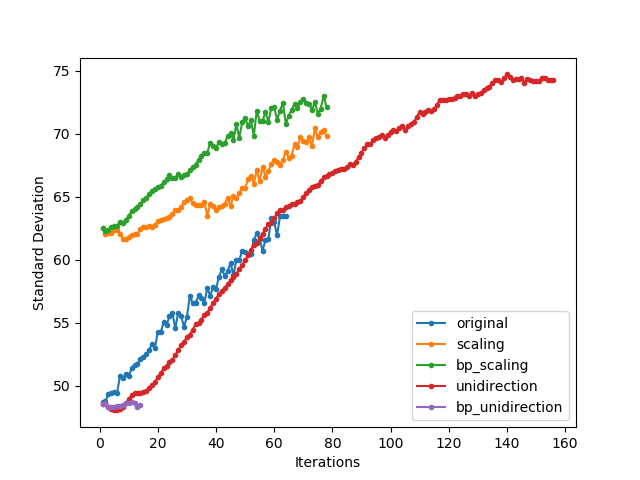 75
70
65
60
55
50
Standard Deviation
original
scaling
bp_scaling
unidirection
bp_unidirection
0 20 40 60 80 100 120 140 160
Iterations